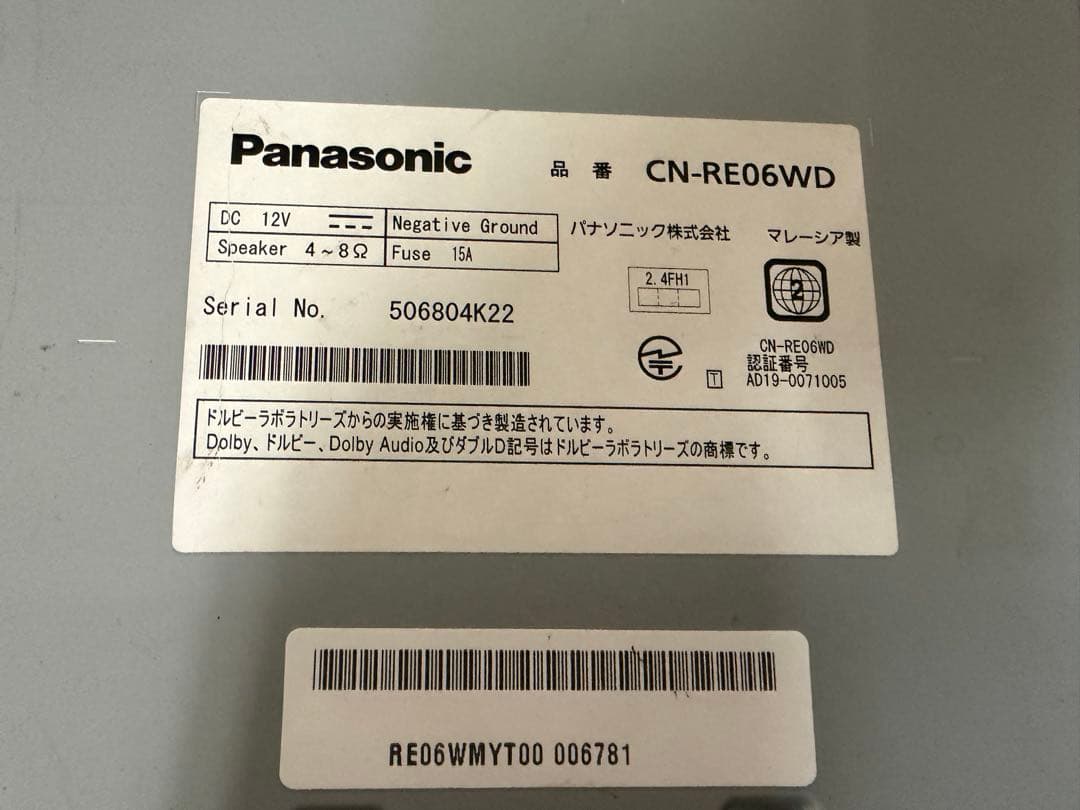 Panasonic 品番 CN-RE06WD
DC 12V Negative Ground
Speaker 4～8Ω Fuse 15A
パナソニック株式会社 マレーシア製
2.4FH1
2
Serial No. 506804K22
CN-RE06WD
認証番号
T AD19-0071005
ドルビーラボラトリーズからの実施権に基づき製造されています。
Dolby、ドルビー、Dolby Audio及びダブルD記号はドルビーラボラトリーズの商標です。
RE06WMYT00 006781